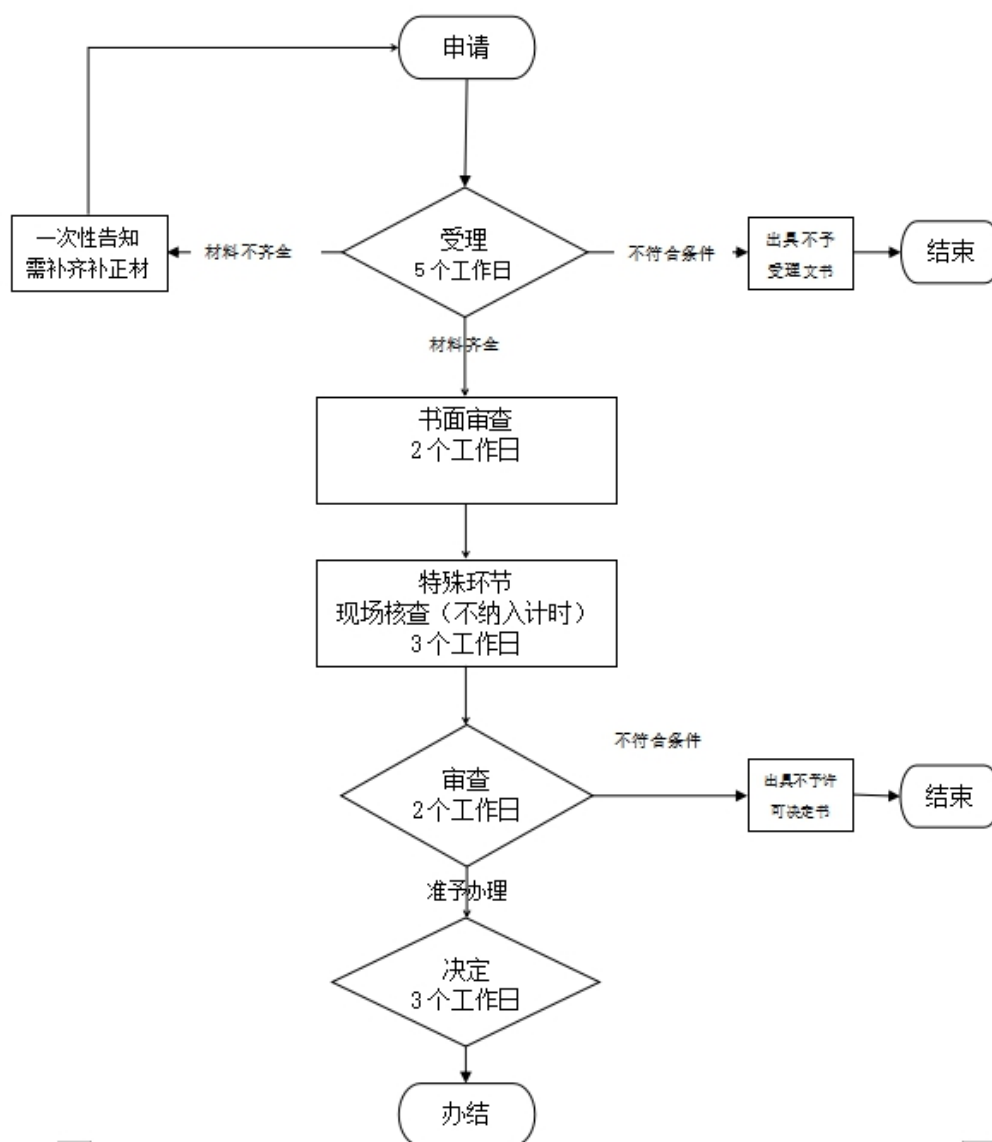 申请
一次性告知
需补齐补正材
材料不齐全
受理
5个工作日
不符合条件
出具不予
受理文书
结束
材料齐全
书面审查
2个工作日
特殊环节
现场核查（不纳入计时）
3个工作日
不符合条件
审查
2个工作日
出具不予许
可决定书
结束
准予办理
决定
3个工作日
办结